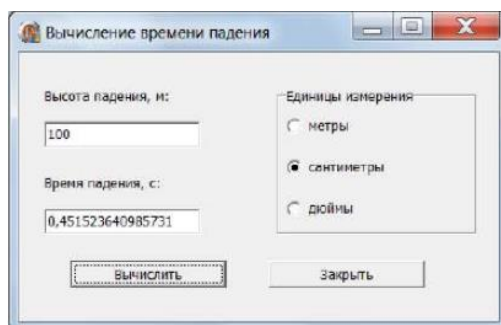 Вычисление времени падения
Высота падения, м:
100
Время падения, с:
0,451523640985731
Единицы измерения
метры
сантиметры
дюймы
Вычислить
Закрыть